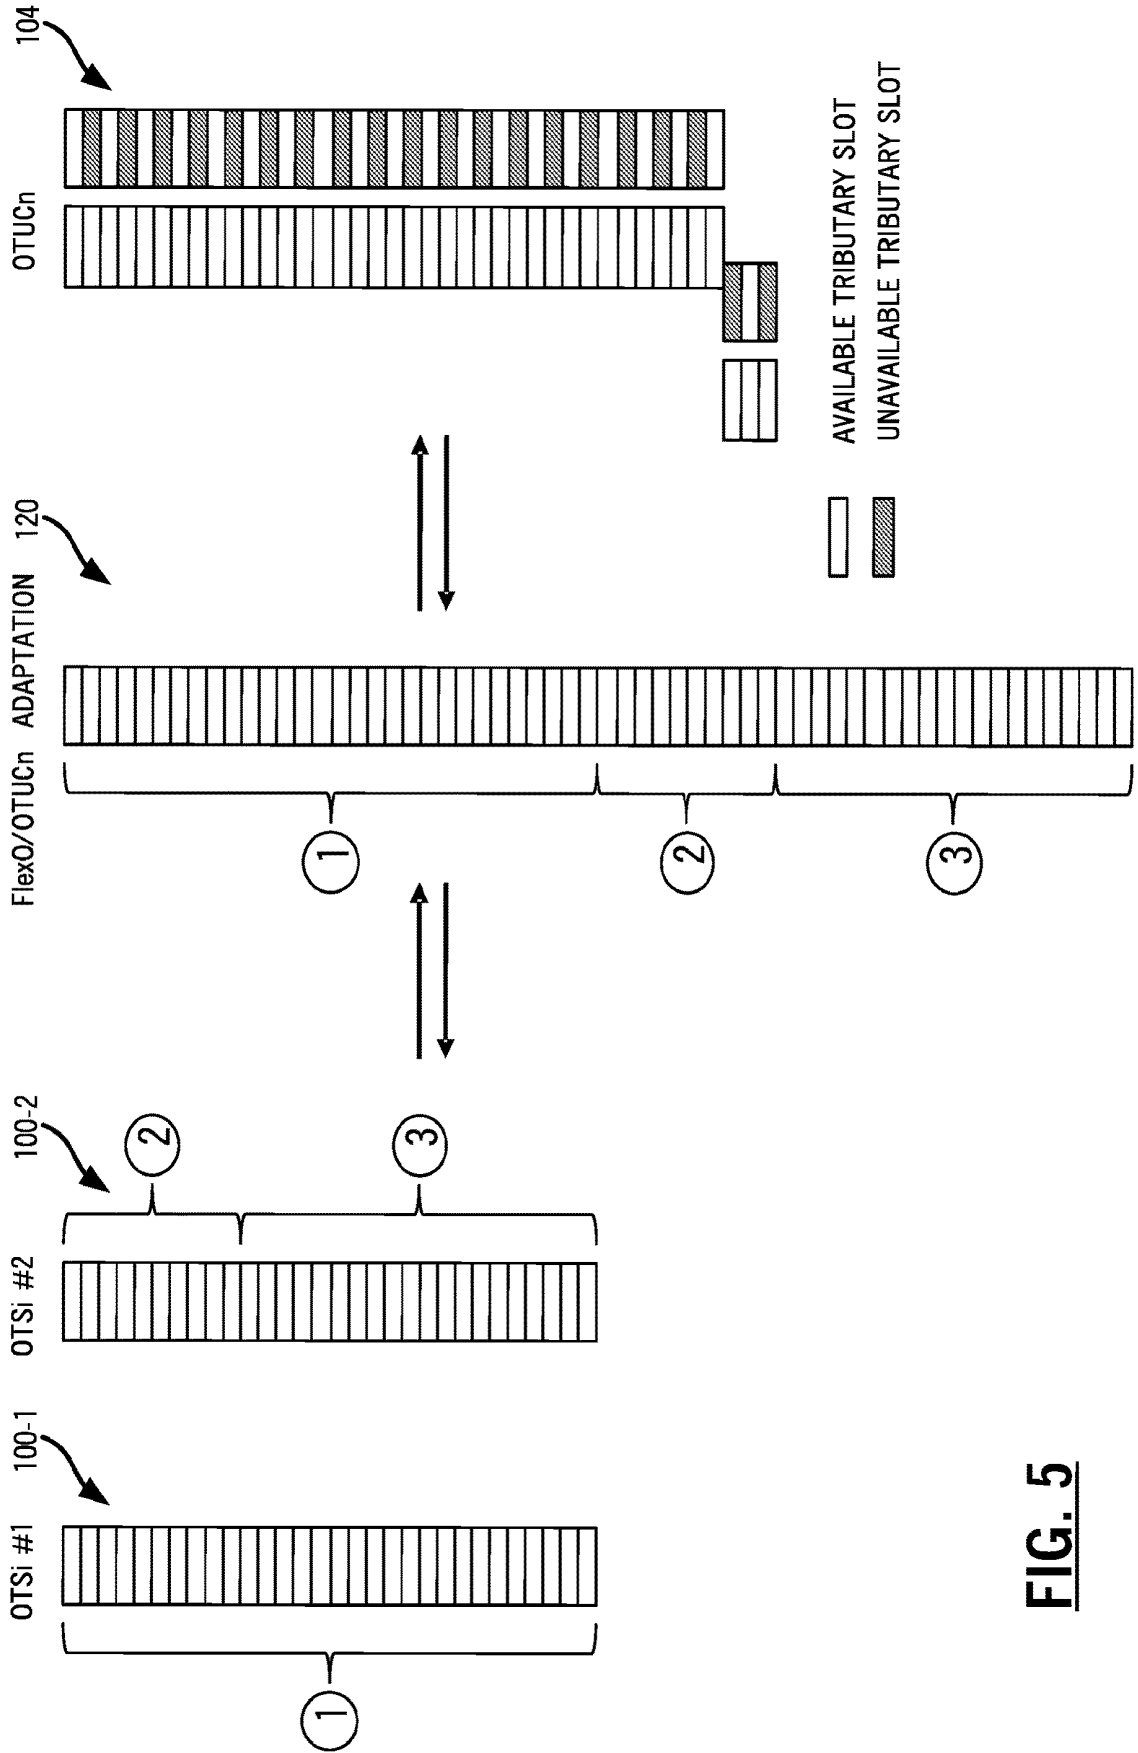 OTSi #1
100-1
1
OTSi #2
100-2
2
3
FlexO/OTUCn ADAPTATION
120
1
2
3
OTUCn
104
AVAILABLE TRIBUTARY SLOT
UNAVAILABLE TRIBUTARY SLOT
FIG. 5